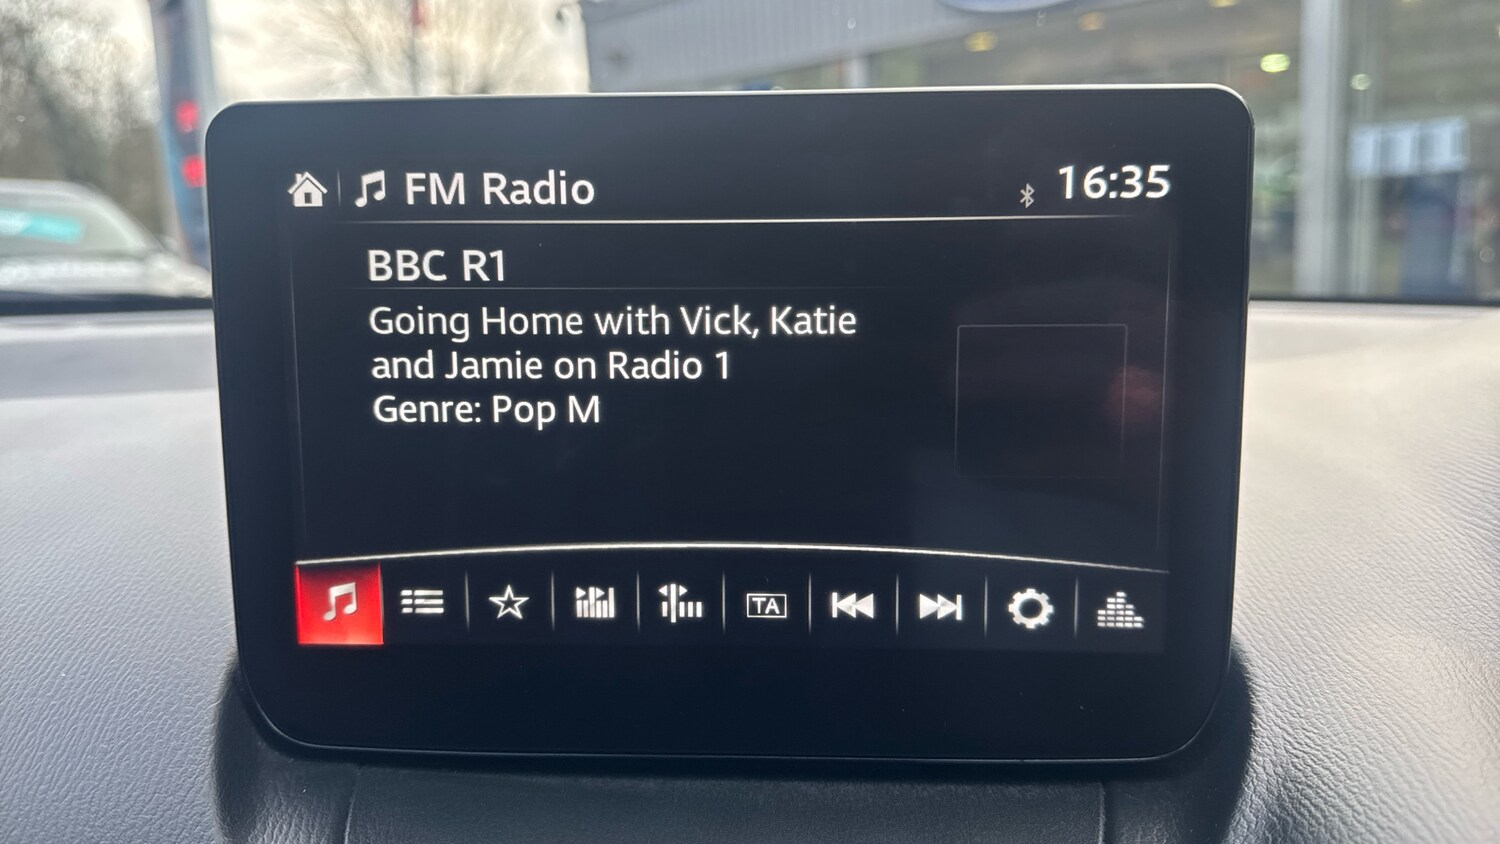 FM Radio
16:35
BBC R1
Going Home with Vick, Katie
and Jamie on Radio 1
Genre: Pop M
TA